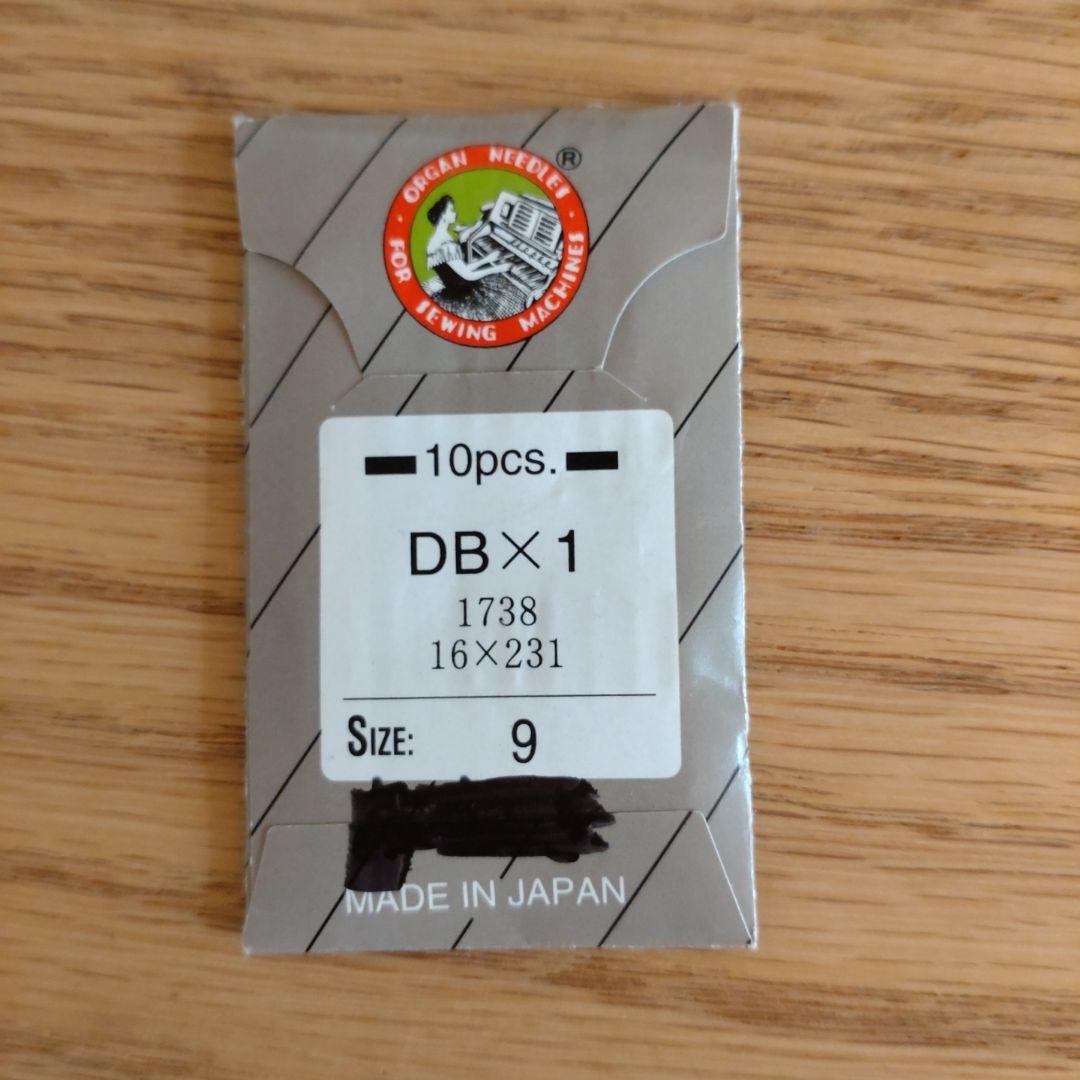 ORGAN NEEDLES ®
· FOR SEWING MACHINES ·
10pcs.
DB×1
1738
16×231
SIZE: 9
MADE IN JAPAN